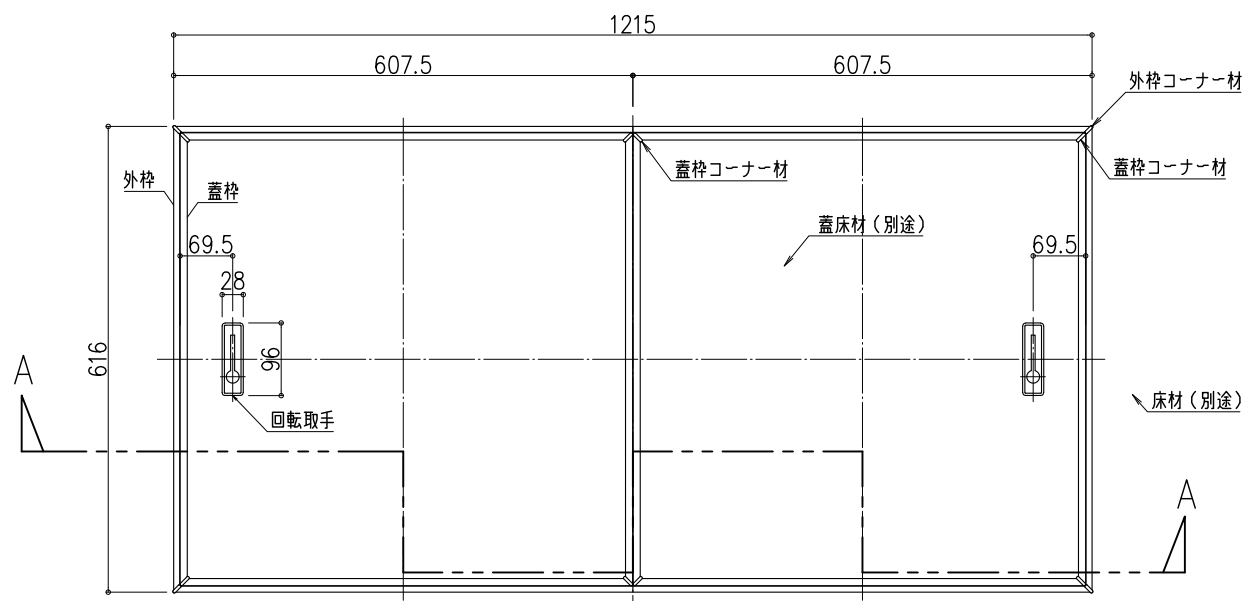 1215
607.5
607.5
外枠コーナー材
蓋枠コーナー材
蓋枠コーナー材
外枠
蓋枠
蓋床材（別途）
69.5
69.5
28
96
616
A
回転取手
床材（別途）
A